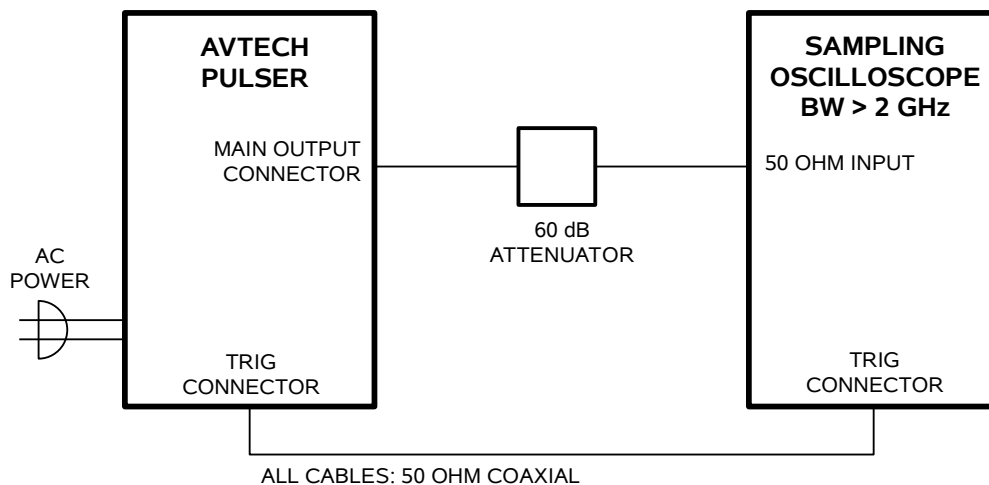 AVTECH
PULSER
MAIN OUTPUT
CONNECTOR
AC
POWER
TRIG
CONNECTOR
60 dB
ATTENUATOR
SAMPLING
OSCILLOSCOPE
BW > 2 GHz
50 OHM INPUT
TRIG
CONNECTOR
ALL CABLES: 50 OHM COAXIAL